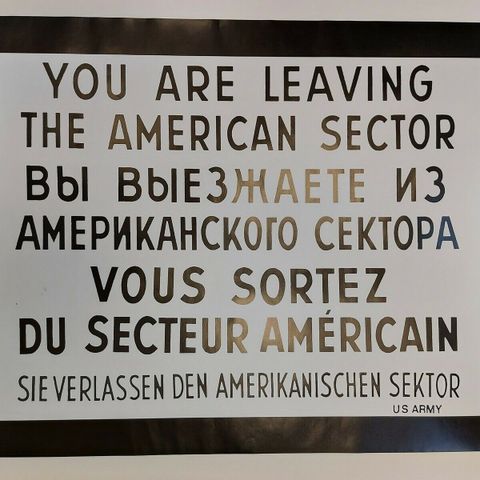 YOU ARE LEAVING
THE AMERICAN SECTOR
ВЫ ВЫЕЗЖАЕТЕ ИЗ
АМЕРИКАНСКОГО СЕКТОРА
VOUS SORTEZ
DU SECTEUR AMÉRICAIN
SIE VERLASSEN DEN AMERIKANISCHEN SEKTOR
US ARMY